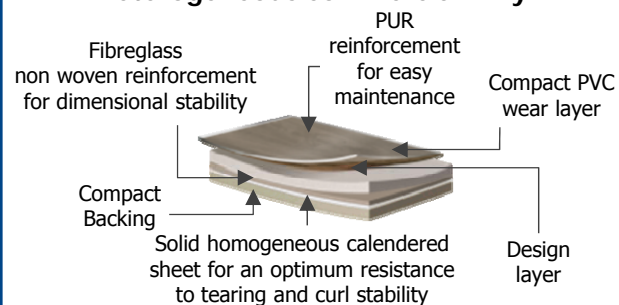 PUR
reinforcement
for easy
maintenance
Fibreglass
non woven reinforcement
for dimensional stability
Compact PVC
wear layer
Compact
Backing
Solid homogeneous calendered
sheet for an optimum resistance
to tearing and curl stability
Design
layer